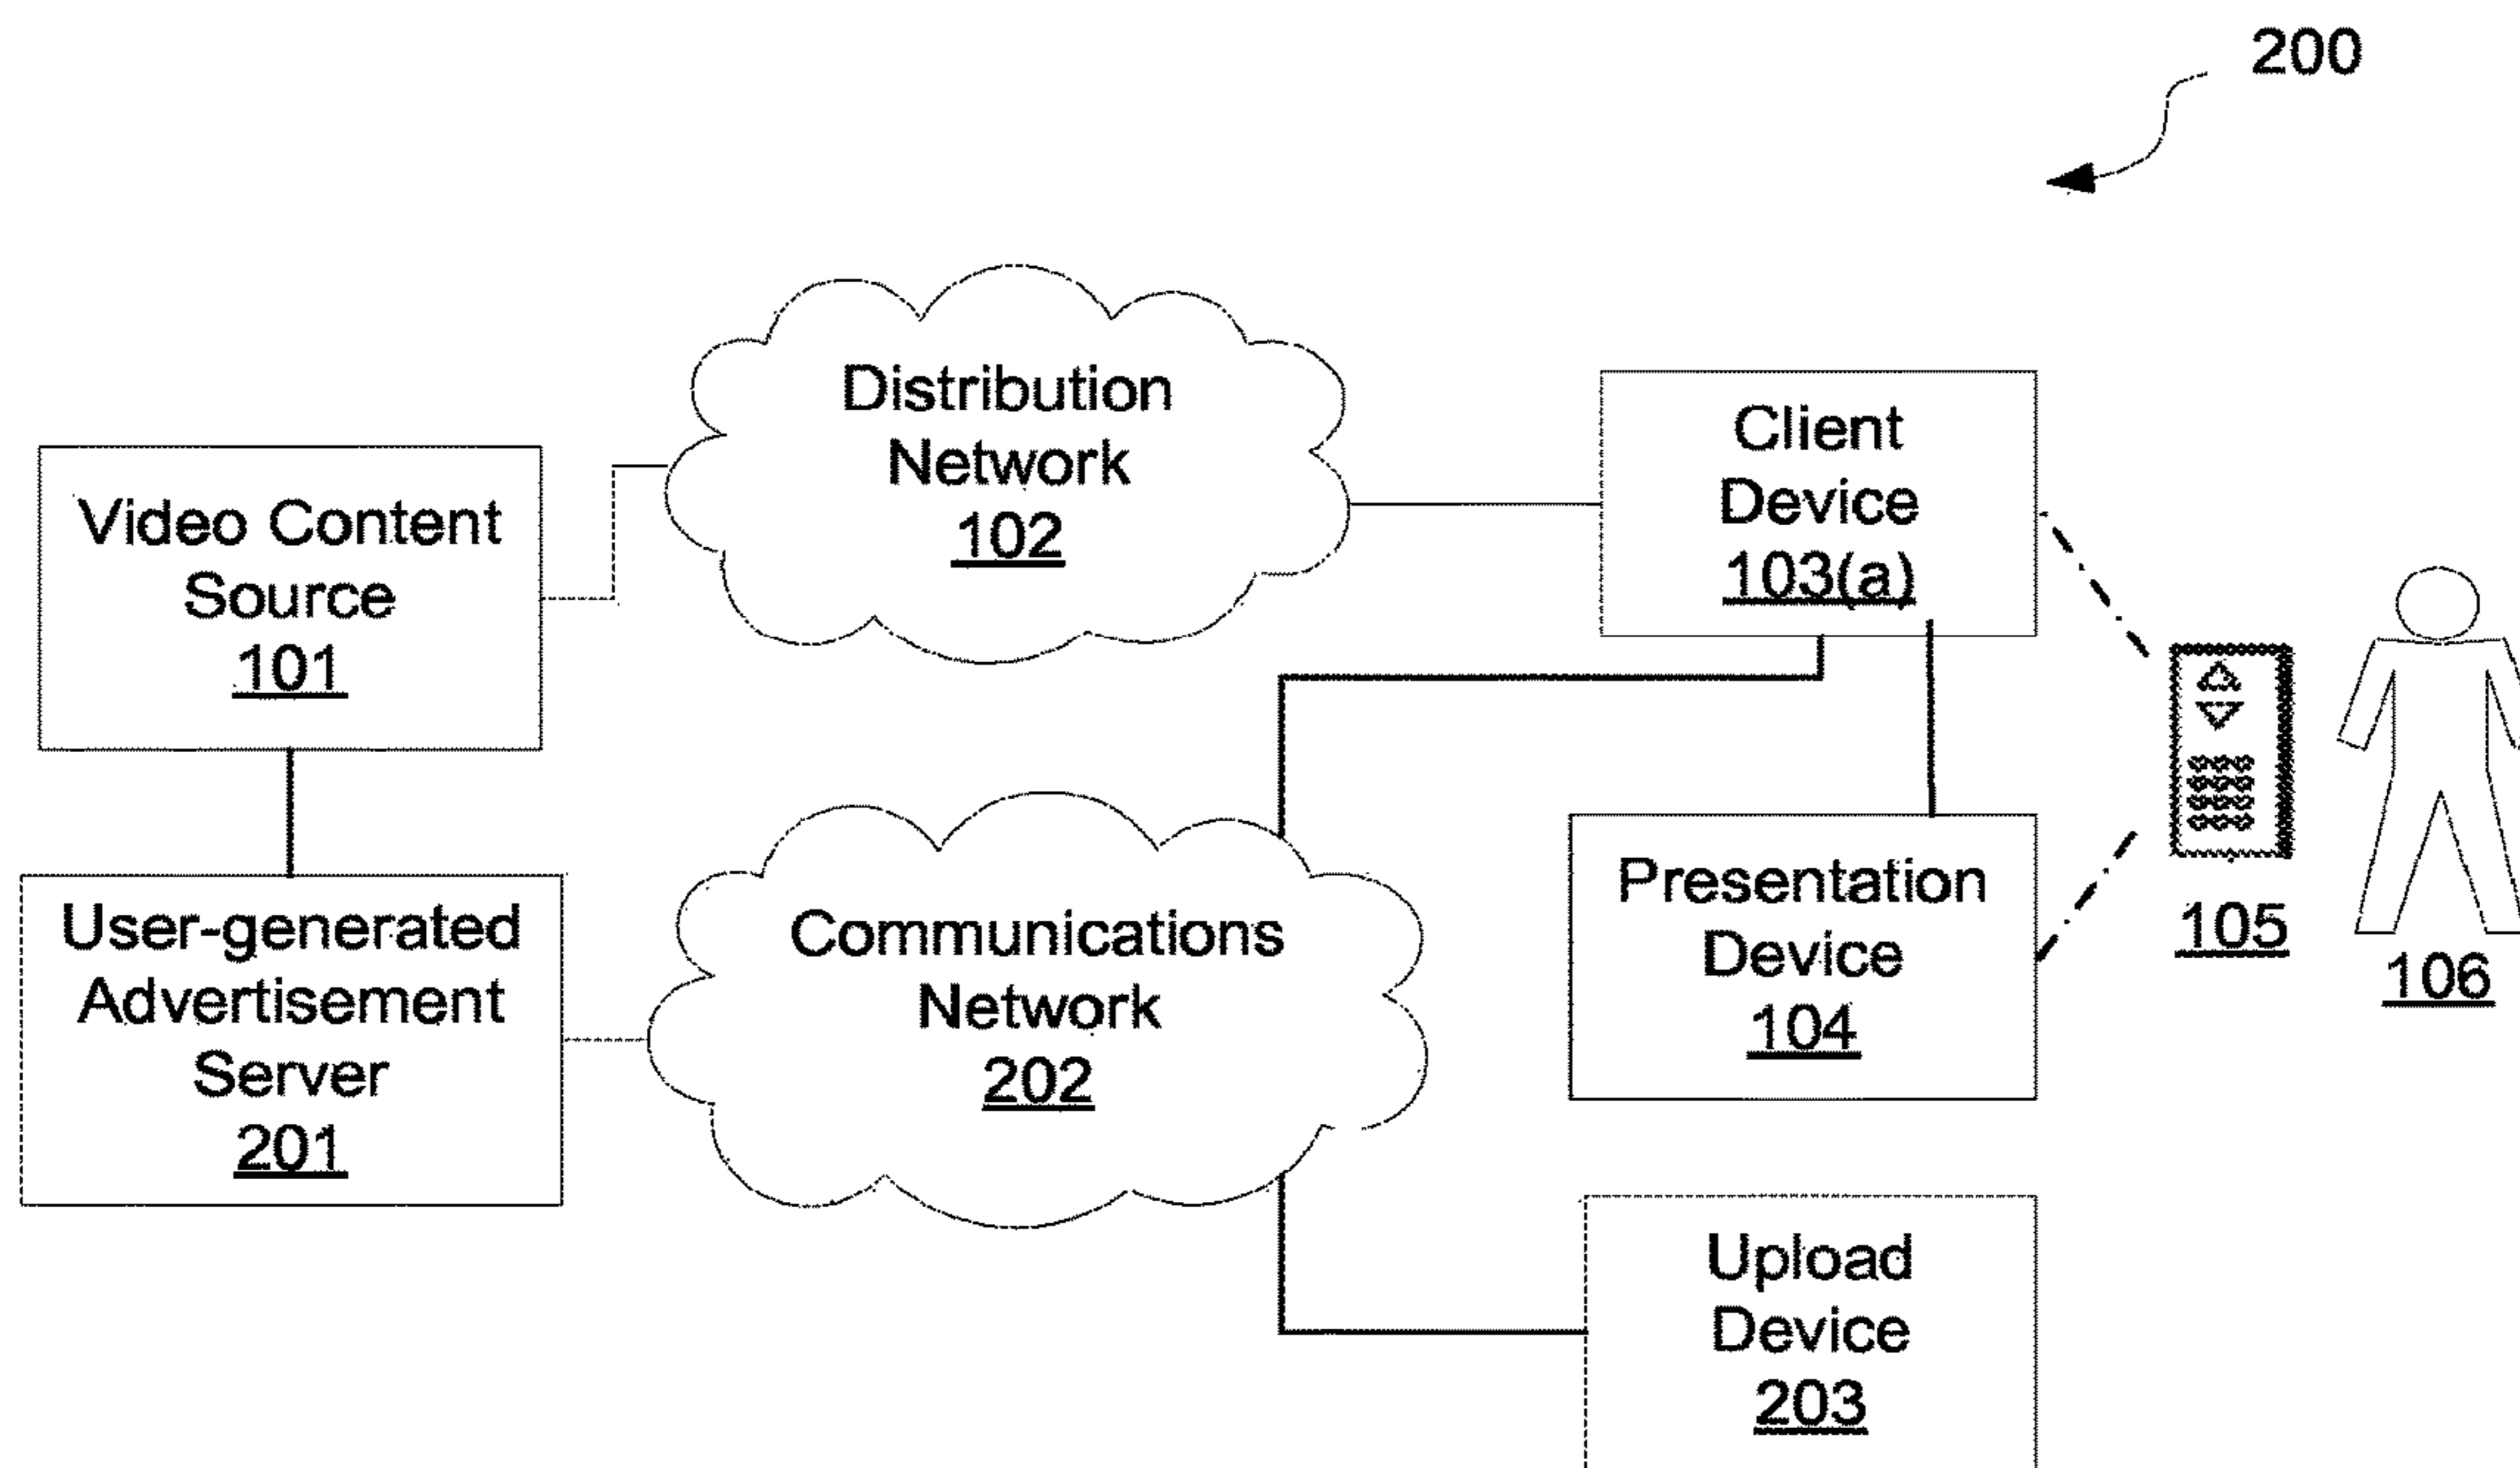 200
Distribution
Network
102
Client
Device
103(a)
Video Content
Source
101
User-generated
Advertisement
Server
201
Communications
Network
202
Presentation
Device
104
105
106
Upload
Device
203